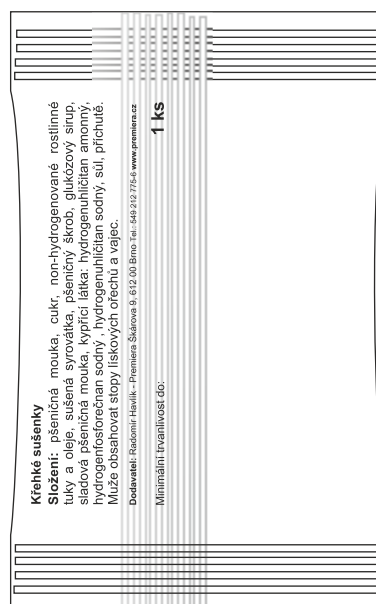 Křehké sušenky
Složení: pšeničná mouka, cukr, non-hydrogenované rostlinné
tuky a oleje, sušená syrovátka, pšeničný škrob, glukózový sirup,
sladová pšeničná mouka, kypřící látka: hydrogenuhličitan amonný,
hydrogenfosforečnan sodný , hydrogenuhličitan sodný, sůl, příchutě.
Muže obsahovat stopy lískových ořechů a vajec.
Dodavatel: Radomír Havlík - Premiera Škárova 9, 612 00 Brno Tel.: 549 212 775-6 www.premiera.cz
Minimální trvanlivost do: 1 ks